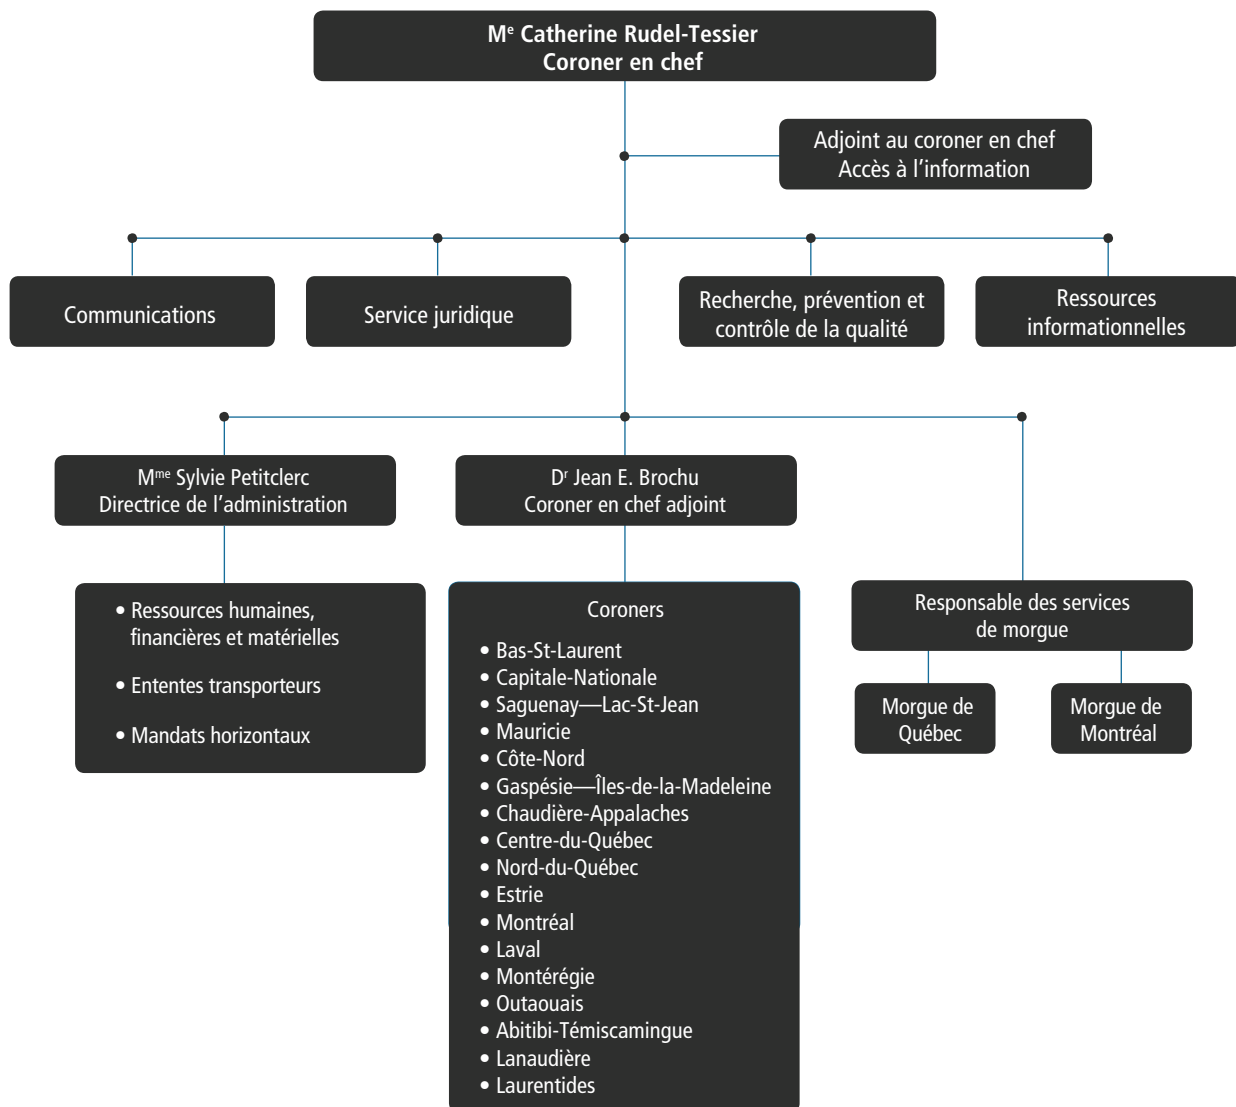 Me Catherine Rudel-Tessier
Coroner en chef
Adjoint au coroner en chef
Accès à l’information
Communications
Service juridique
Recherche, prévention et
contrôle de la qualité
Ressources
informationnelles
Mme Sylvie Petitclerc
Directrice de l’administration
Dr Jean E. Brochu
Coroner en chef adjoint
• Ressources humaines,
financières et matérielles
• Ententes transporteurs
• Mandats horizontaux
Coroners
• Bas-St-Laurent
• Capitale-Nationale
• Saguenay—Lac-St-Jean
• Mauricie
• Côte-Nord
• Gaspésie—Îles-de-la-Madeleine
• Chaudière-Appalaches
• Centre-du-Québec
• Nord-du-Québec
• Estrie
• Montréal
• Laval
• Montérégie
• Outaouais
• Abitibi-Témiscamingue
• Lanaudière
• Laurentides
Responsable des services
de morgue
Morgue de
Québec
Morgue de
Montréal